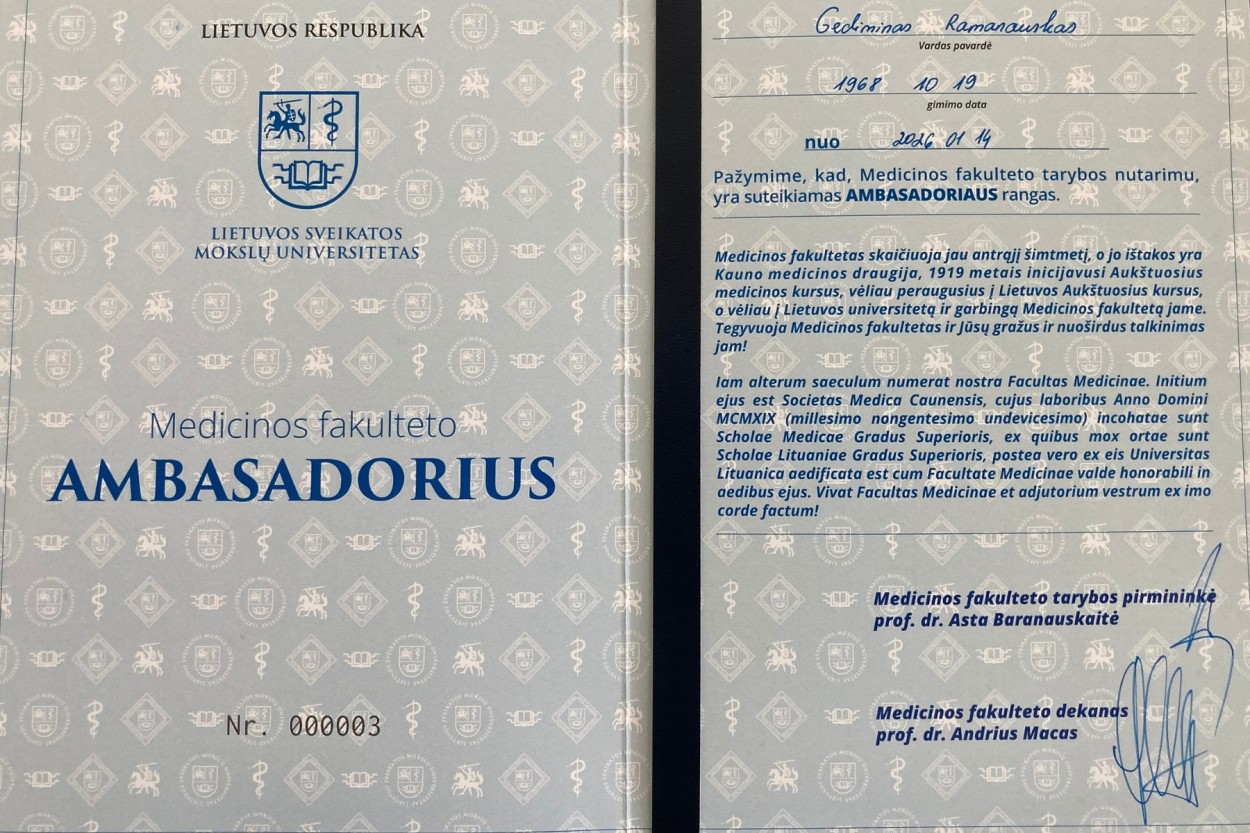 LIETUVOS RESPUBLIKA
LIETUVOS SVEIKATOS
MOKSLŲ UNIVERSITETAS
Medicinos fakulteto
AMBASADORIUS
Nr. 000003
Gediminas Ramanauskas
Vardas pavardė
1968 10 19
gimimo data
nuo 2026 01 14
Pažymime, kad, Medicinos fakulteto tarybos nutarimu,
yra suteikiamas AMBASADORIAUS rangas.
Medicinos fakultetas skaičiuoja jau antrąjį šimtmetį, o jo ištakos yra
Kauno medicinos draugija, 1919 metais inicijavusi Aukštuosius
medicinos kursus, vėliau peraugusius į Lietuvos Aukštuosius kursus,
o vėliau į Lietuvos universitetą ir garbingą Medicinos fakultetą jame.
Tegyvuoja Medicinos fakultetas ir Jūsų gražus ir nuoširdus talkinimas
jam!
Iam alterum saeculum numerat nostra Facultas Medicinae. Initium
ejus est Societas Medica Caunensis, cujus laboribus Anno Domini
MCMXIX (millesimo nongentesimo undevicesimo) incohatae sunt
Scholae Medicae Gradus Superioris, ex quibus mox ortae sunt
Scholae Lituaniae Gradus Superioris, postea vero ex eis Universitas
Lituanica aedificata est cum Facultate Medicinae valde honorabili in
aedibus ejus. Vivat Facultas Medicinae et adjutorium vestrum ex imo
corde factum!
Medicinos fakulteto tarybos pirmininkė
prof. dr. Asta Baranauskaitė
Medicinos fakulteto dekanas
prof. dr. Andrius Macas